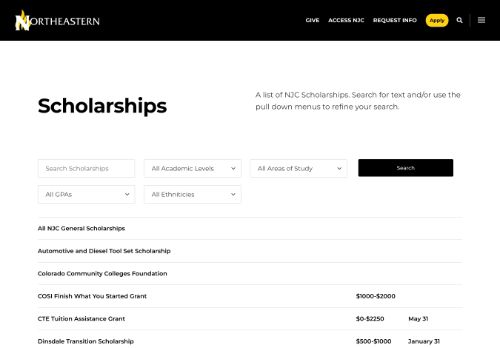 NORTHEASTERN
GIVE ACCESS NJC REQUEST INFO Apply
Scholarships
A list of NJC Scholarships. Search for text and/or use the
pull down menus to refine your search.
Search Scholarships All Academic Levels All Areas of Study Search
All GPAs All Ethnicities
All NJC General Scholarships
Automotive and Diesel Tool Set Scholarship
Colorado Community Colleges Foundation
COSI Finish What You Started Grant $1000-$2000
CTE Tuition Assistance Grant $0-$2250 May 31
Dinsdale Transition Scholarship $500-$1000 January 31